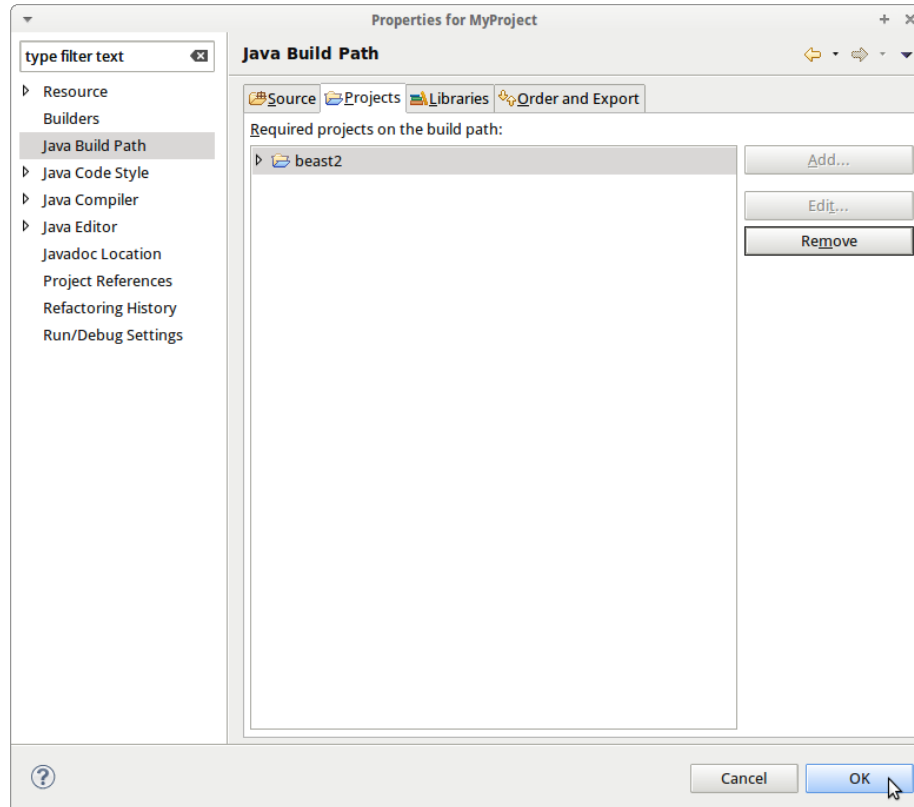 Properties for MyProject
type filter text
Resource
Builders
Java Build Path
Java Code Style
Java Compiler
Java Editor
Javadoc Location
Project References
Refactoring History
Run/Debug Settings
Java Build Path
Source Projects Libraries Order and Export
Required projects on the build path:
beast2
Add...
Edit...
Remove
Cancel OK